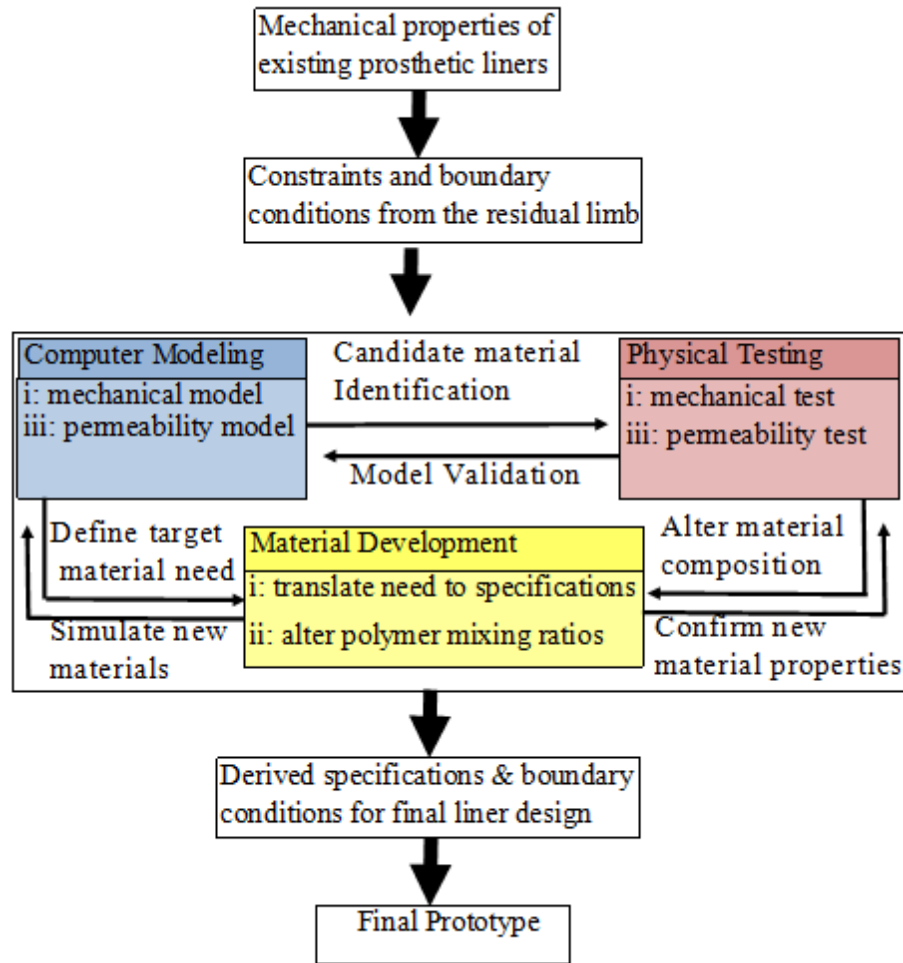 Mechanical properties of
existing prosthetic liners
Constraints and boundary
conditions from the residual limb
Computer Modeling
i: mechanical model
iii: permeability model
Candidate material
Identification
Model Validation
Physical Testing
i: mechanical test
iii: permeability test
Define target
material need
Simulate new
materials
Material Development
i: translate need to specifications
ii: alter polymer mixing ratios
Alter material
composition
Confirm new
material properties
Derived specifications & boundary
conditions for final liner design
Final Prototype